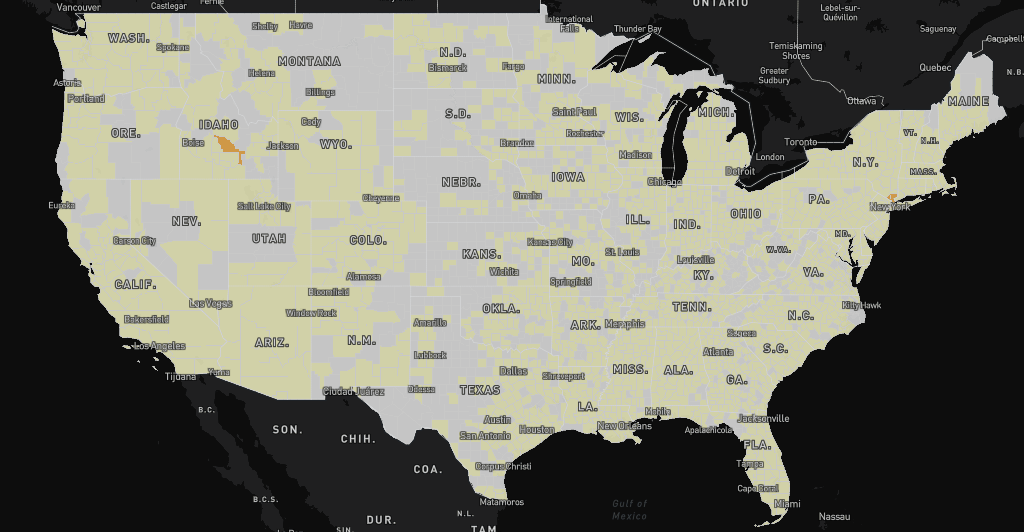 Vancouver
Castlegar
Fernie
ONTARIO
Lebel-sur-
Quévillon
International
Falls
Thunder Bay
Saguenay
Temiskaming
Shores
Quebec
Greater
Sudbury
N.B.
Ottawa
Toronto
London
WASH.
Spokane
Shelby
Havre
MONTANA
Helena
Billings
N.D.
Bismarck
Fargo
MINN.
Saint Paul
Rochester
WIS.
Madison
MICH.
Detroit
MAINE
VT.
N.H.
MASS.
N.Y.
New York
Astoria
Portland
ORE.
IDAHO
Boise
Jackson
Cody
WYO.
Cheyenne
S.D.
Brandon
NEBR.
Omaha
IOWA
Chicago
ILL.
IND.
OHIO
PA.
MD.
W.VA.
VA.
Eureka
NEV.
Carson City
Salt Lake City
UTAH
COLO.
Alamosa
KANS.
Wichita
Kansas City
MO.
St. Louis
Springfield
Louisville
KY.
CALIF.
Las Vegas
Bakersfield
Los Angeles
Bloomfield
Window Rock
ARIZ.
N.M.
Yuma
Tijuana
Amarillo
Lubbock
Odessa
OKLA.
ARK.
Memphis
TENN.
N.C.
Kitty Hawk
Seneca
S.C.
Atlanta
GA.
ALA.
MISS.
Dallas
Shreveport
TEXAS
LA.
Austin
San Antonio
Houston
New Orleans
Mobile
Apalachicola
Jacksonville
FLA.
Tampa
Cape Coral
Miami
Nassau
Ciudad Juárez
Corpus Christi
Matamoros
B.C.
SON.
CHIH.
COA.
B.C.S.
N.L.
DUR.
SIN.
TAM
Gulf of
Mexico